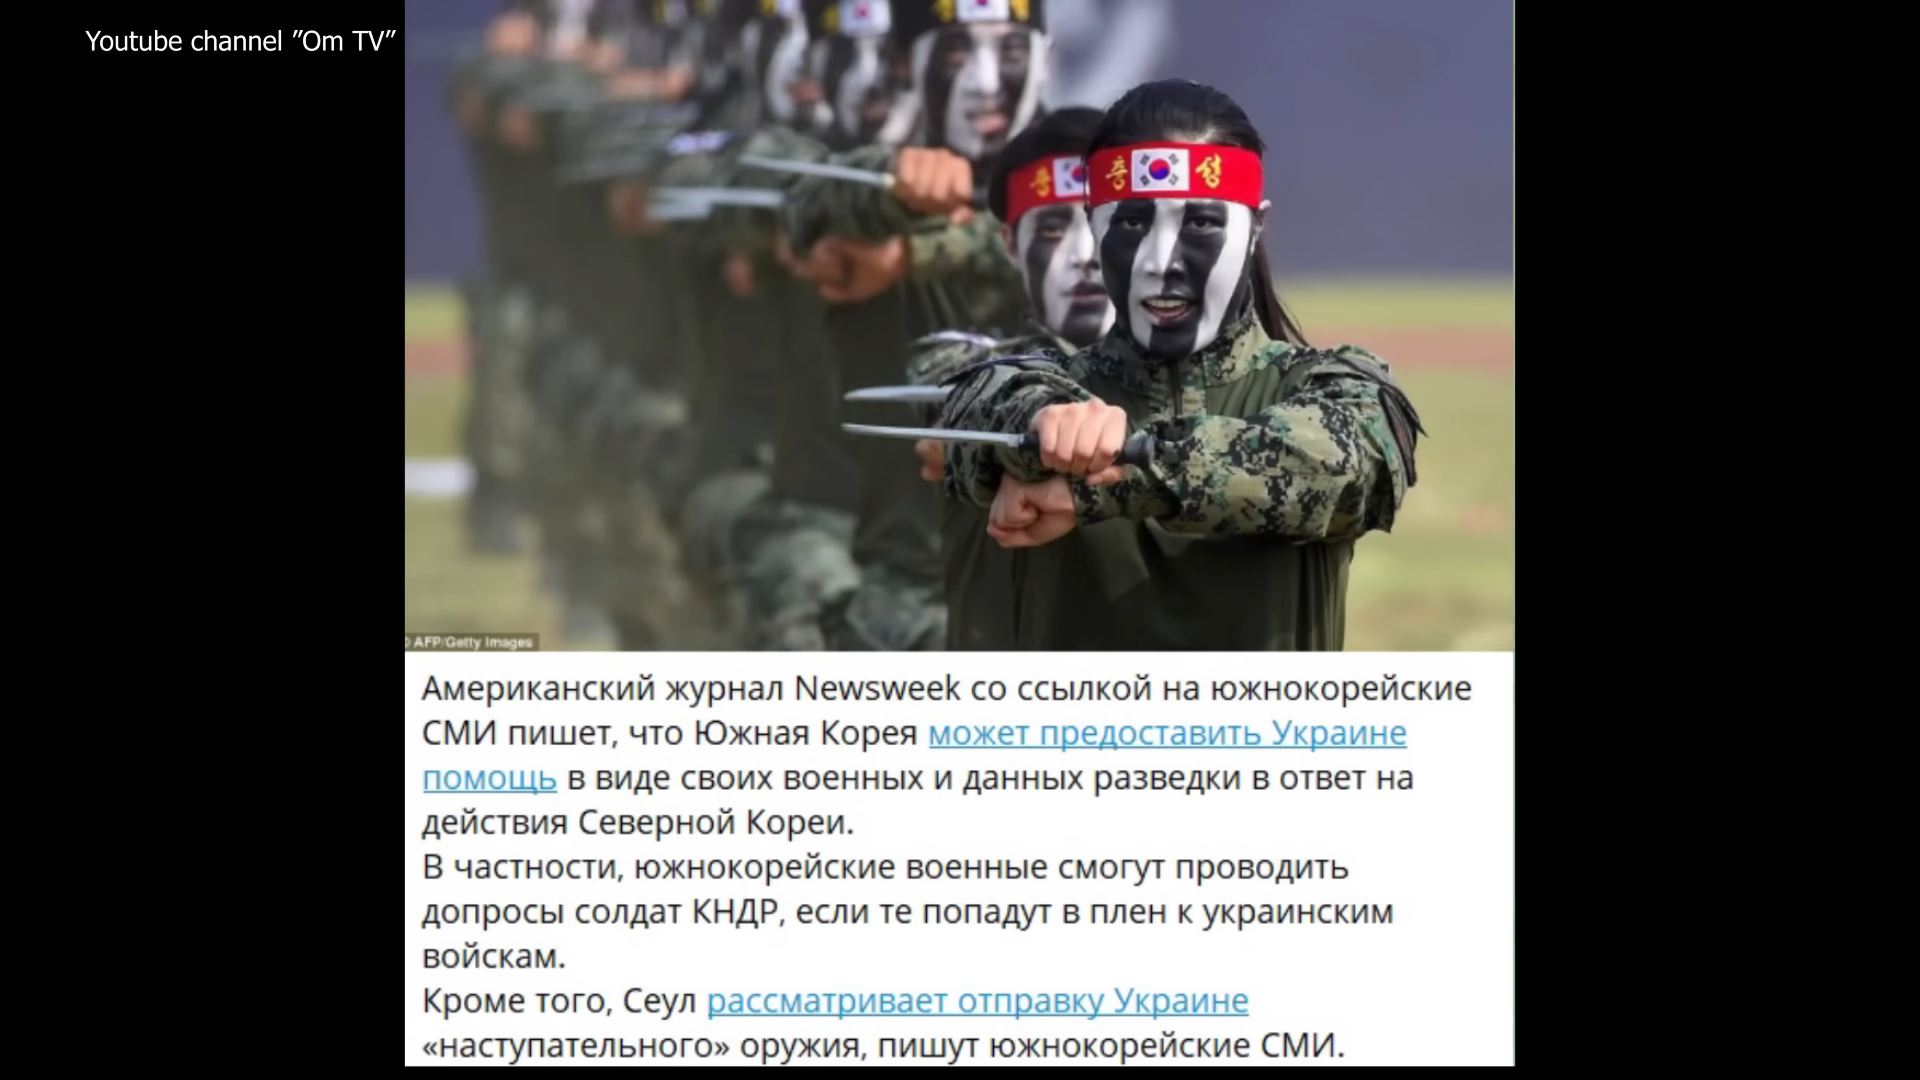 Youtube channel "Om TV"
충성
충
© AFP/Getty Images
Американский журнал Newsweek со ссылкой на южнокорейские
СМИ пишет, что Южная Корея может предоставить Украине
помощь в виде своих военных и данных разведки в ответ на
действия Северной Кореи.
В частности, южнокорейские военные смогут проводить
допросы солдат КНДР, если те попадут в плен к украинским
войскам.
Кроме того, Сеул рассматривает отправку Украине
«наступательного» оружия, пишут южнокорейские СМИ.